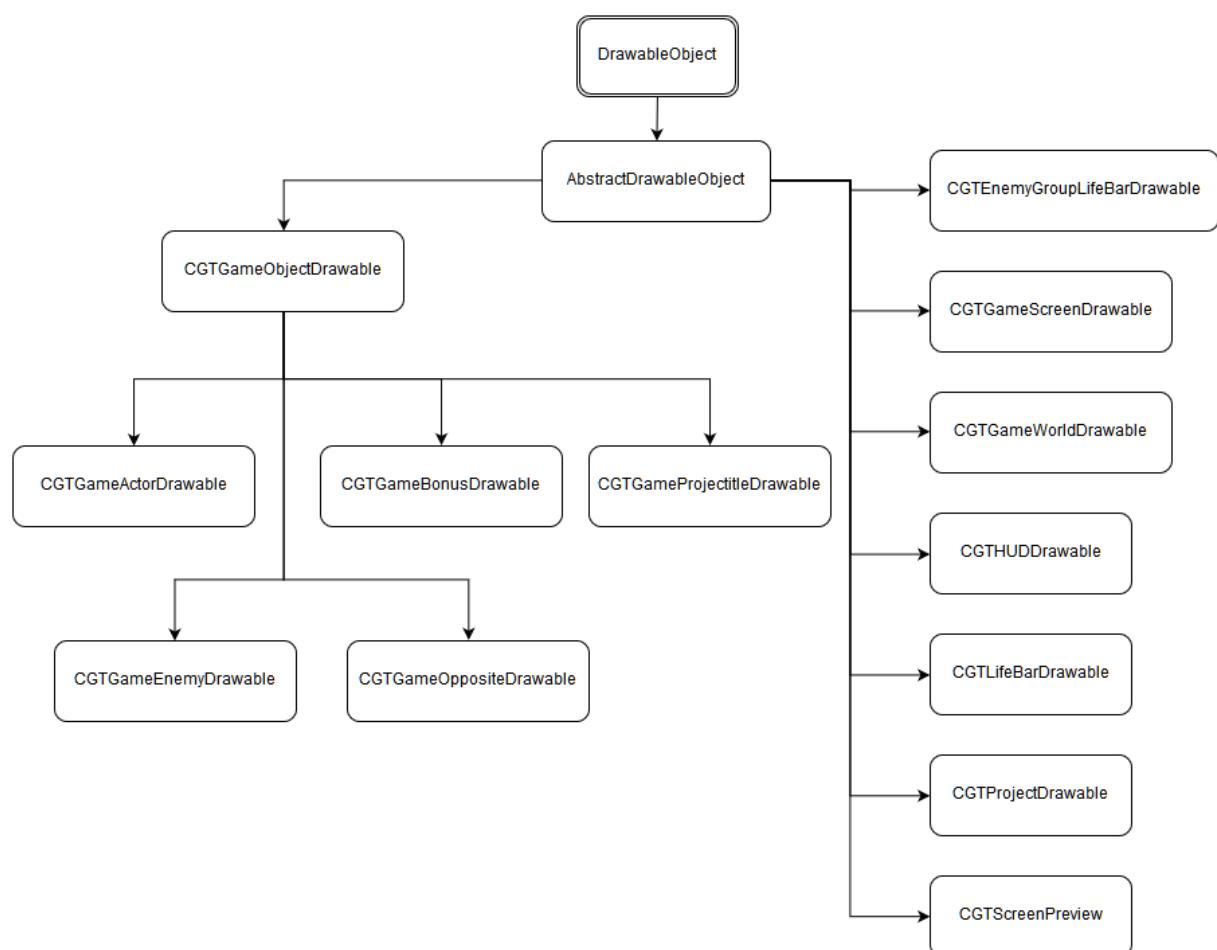 DrawableObject
AbstractDrawableObject
CGTEnemyGroupLifeBarDrawable
CGTGameObjectDrawable
CGTGameScreenDrawable
CGTGameWorldDrawable
CGTGameActorDrawable
CGTGameBonusDrawable
CGTGameProjectitleDrawable
CGTHUDDrawable
CGTGameEnemyDrawable
CGTGameOppositeDrawable
CGTLifeBarDrawable
CGTProjectDrawable
CGTScreenPreview